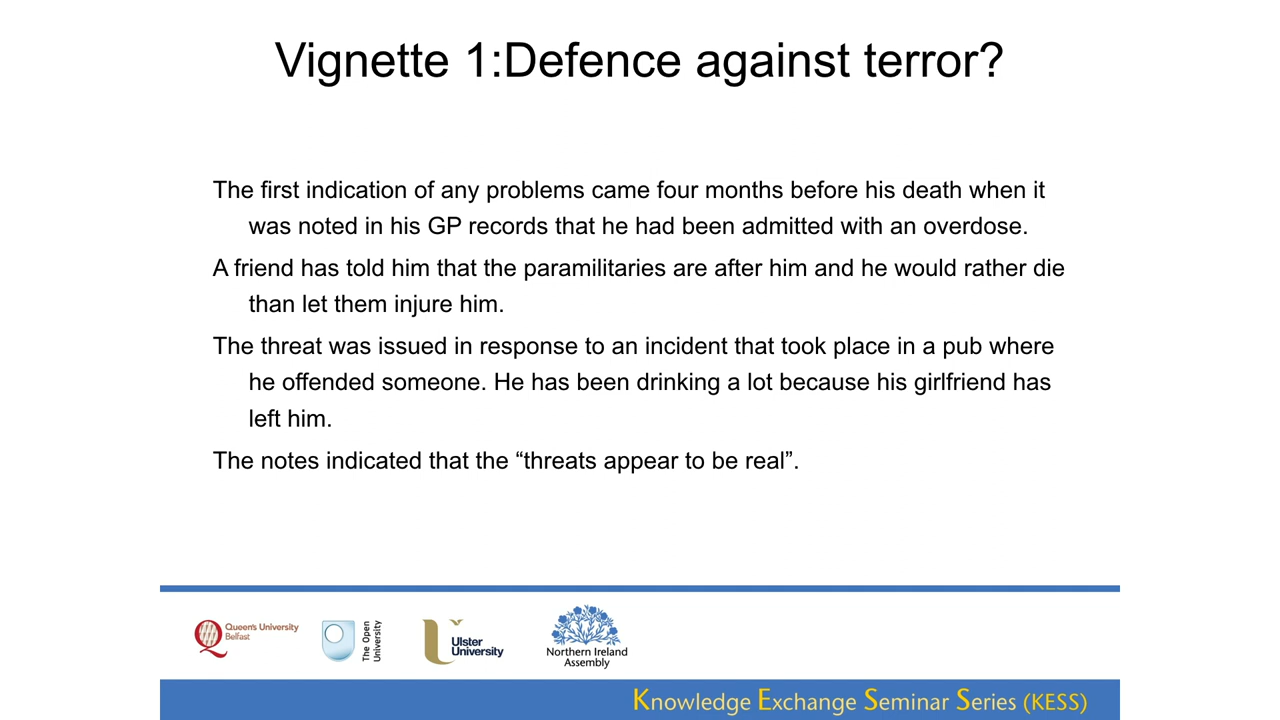 Vignette 1:Defence against terror?
The first indication of any problems came four months before his death when it
was noted in his GP records that he had been admitted with an overdose.
A friend has told him that the paramilitaries are after him and he would rather die
than let them injure him.
The threat was issued in response to an incident that took place in a pub where
he offended someone. He has been drinking a lot because his girlfriend has
left him.
The notes indicated that the “threats appear to be real”.
Queen's University
Belfast
The Open
University
Ulster
University
Northern Ireland
Assembly
Knowledge Exchange Seminar Series (KESS)